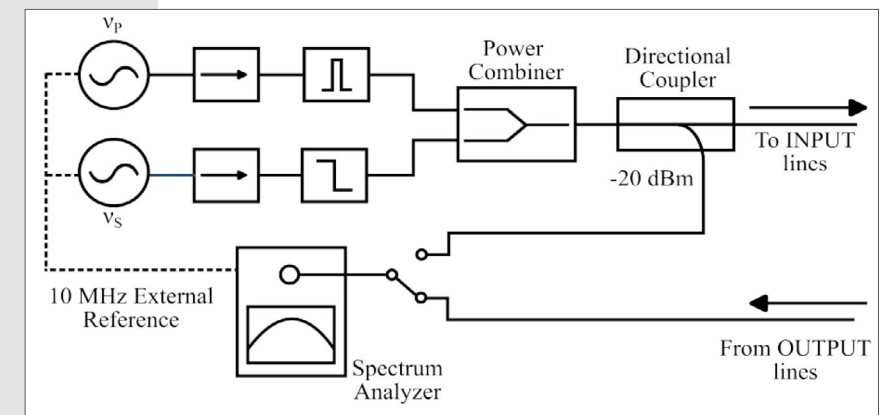 νP
Power
Combiner
Directional
Coupler
To INPUT
lines
-20 dBm
νS
10 MHz External
Reference
Spectrum
Analyzer
From OUTPUT
lines